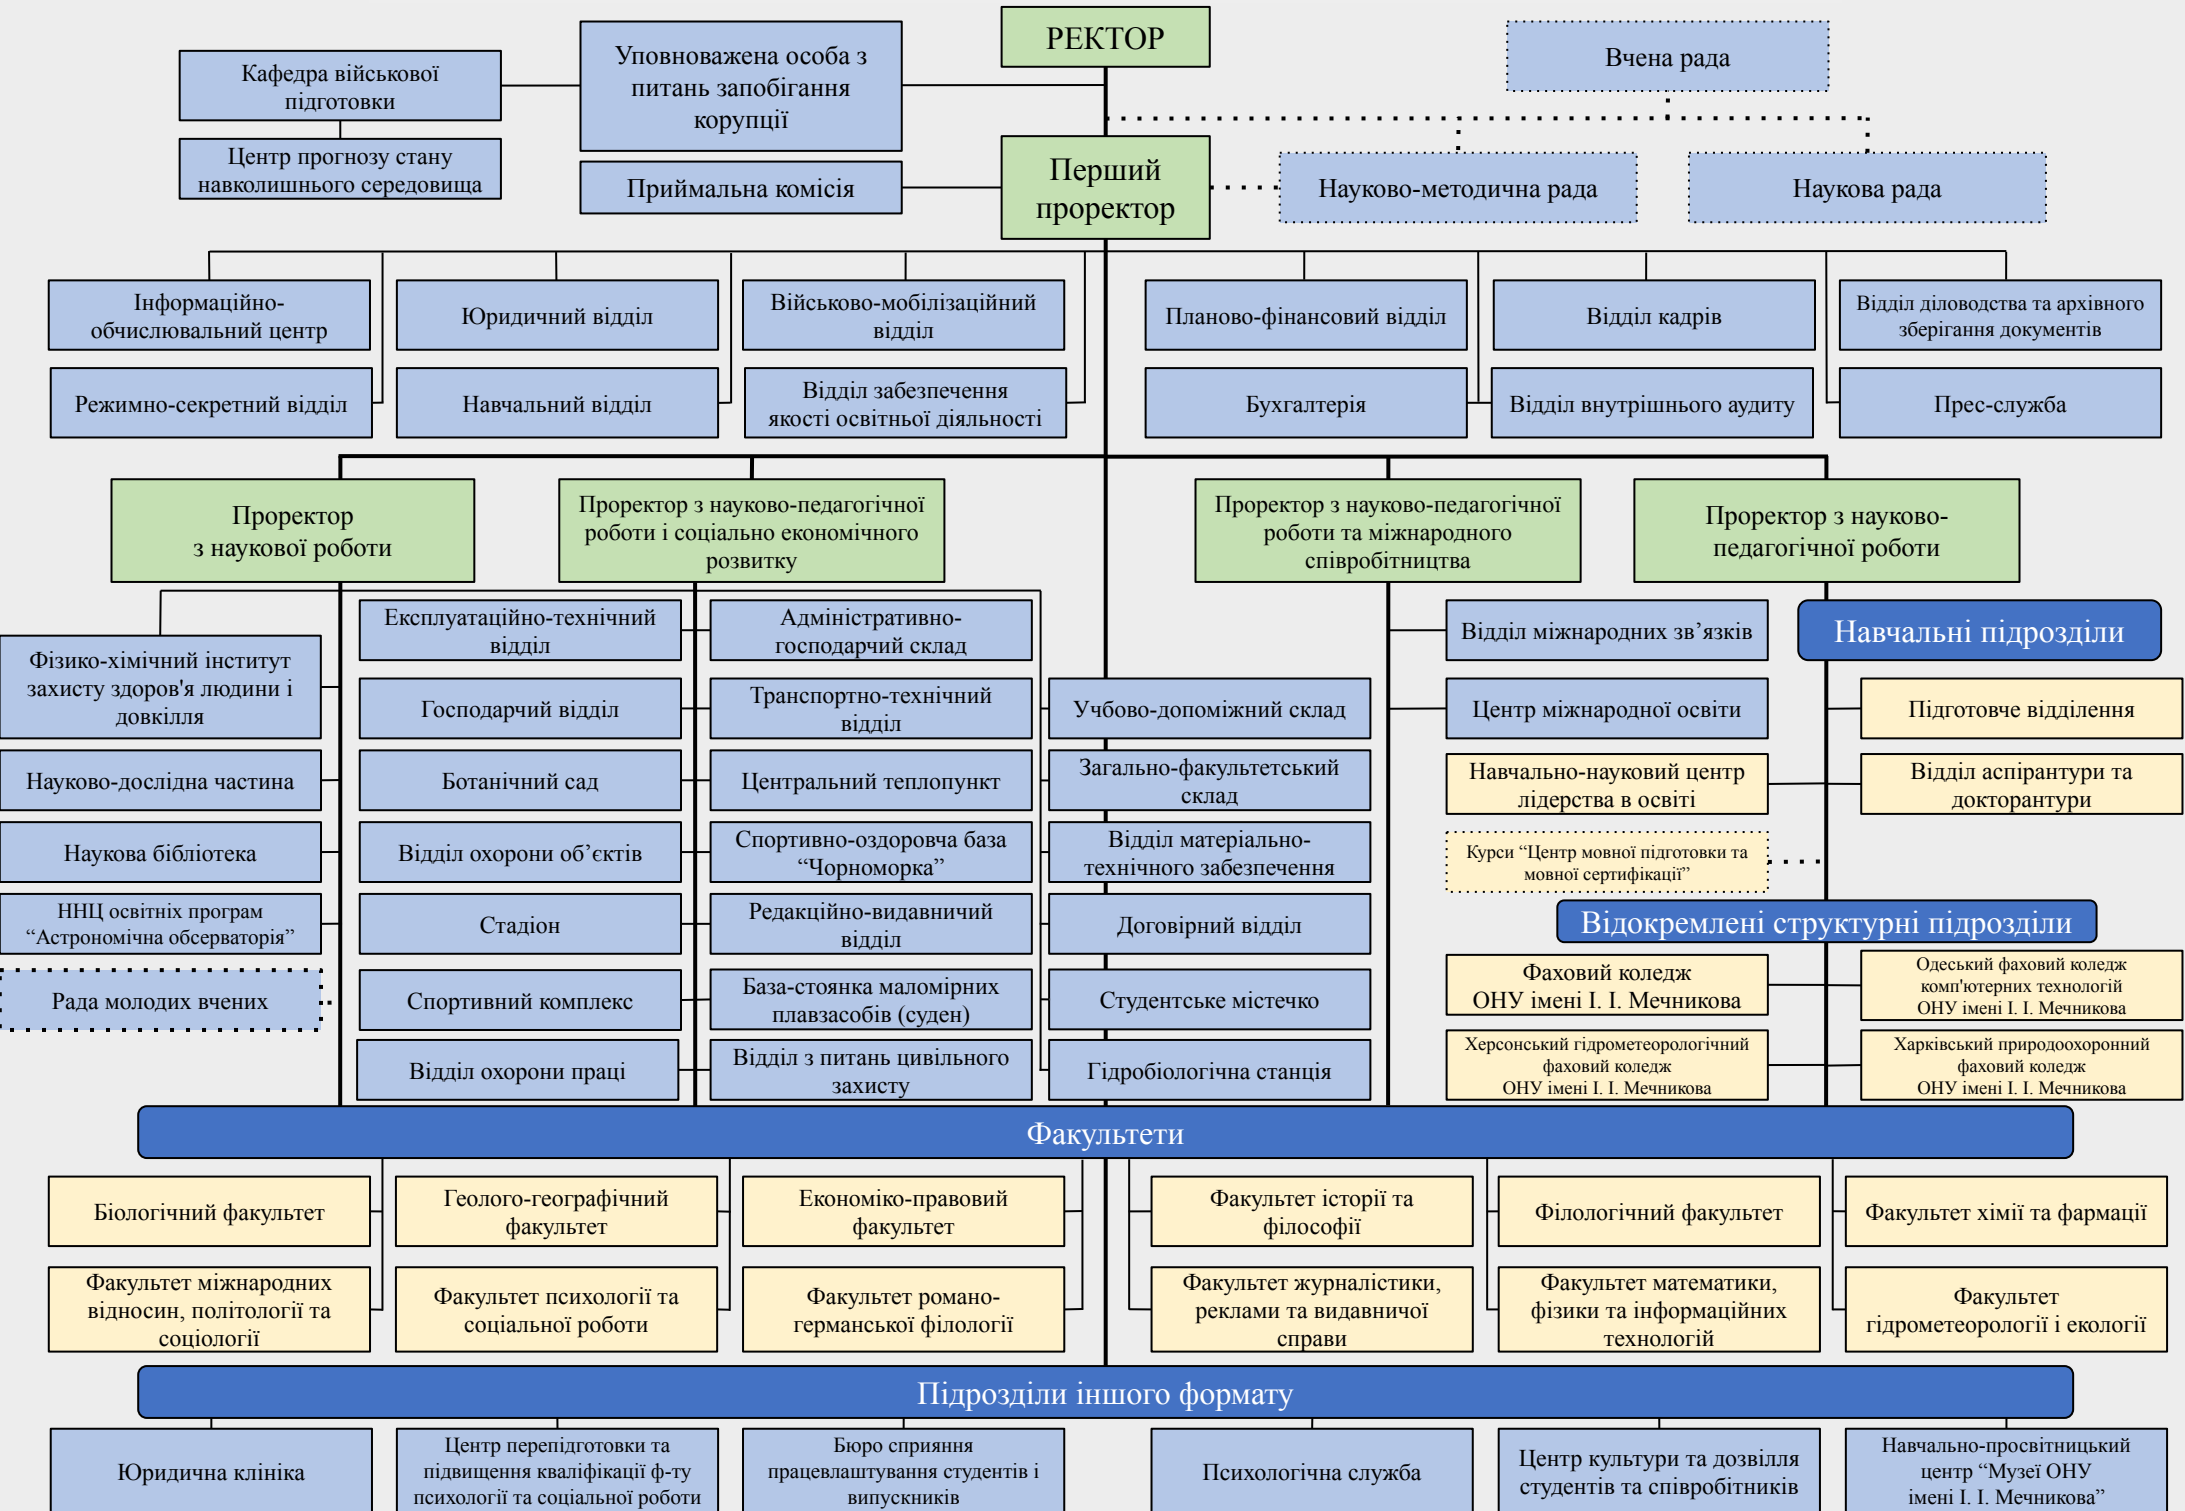 РЕКТОР
Вчена рада
Кафедра військової
підготовки
Уповноважена особа з
питань запобігання
корупції
Центр прогнозу стану
навколишнього середовища
Приймальна комісія
Перший
проректор
Науково-методична рада
Наукова рада
Інформаційно-
обчислювальний центр
Юридичний відділ
Військово-мобілізаційний
відділ
Планово-фінансовий відділ
Відділ кадрів
Відділ діловодства та архівного
зберігання документів
Режимно-секретний відділ
Навчальний відділ
Відділ забезпечення
якості освітньої діяльності
Бухгалтерія
Відділ внутрішнього аудиту
Прес-служба
Проректор
з наукової роботи
Проректор з науково-педагогічної
роботи і соціально економічного
розвитку
Проректор з науково-педагогічної
роботи та міжнародного
співробітництва
Проректор з науково-
педагогічної роботи
Фізико-хімічний інститут
захисту здоров'я людини і
довкілля
Науково-дослідна частина
Наукова бібліотека
ННЦ освітніх програм
“Астрономічна обсерваторія”
Рада молодих вчених
Експлуатаційно-технічний
відділ
Господарчий відділ
Ботанічний сад
Відділ охорони об’єктів
Стадіон
Спортивний комплекс
Відділ охорони праці
Адміністративно-
господарчий склад
Транспортно-технічний
відділ
Центральний теплопункт
Спортивно-оздоровча база
“Чорноморка”
Редакційно-видавничий
відділ
База-стоянка маломірних
плавзасобів (суден)
Відділ з питань цивільного
захисту
Учбово-допоміжний склад
Загально-факультетський
склад
Відділ матеріально-
технічного забезпечення
Договірний відділ
Студентське містечко
Гідробіологічна станція
Відділ міжнародних зв’язків
Центр міжнародної освіти
Навчальні підрозділи
Підготовче відділення
Навчально-науковий центр
лідерства в освіті
Відділ аспірантури та
докторантури
Курси “Центр мовної підготовки та
мовної сертифікації”
Відокремлені структурні підрозділи
Фаховий коледж
ОНУ імені І. І. Мечникова
Одеський фаховий коледж
комп'ютерних технологій
ОНУ імені І. І. Мечникова
Херсонський гідрометеорологічний
фаховий коледж
ОНУ імені І. І. Мечникова
Харківський природоохоронний
фаховий коледж
ОНУ імені І. І. Мечникова
Факультети
Біологічний факультет
Геолого-географічний
факультет
Економіко-правовий
факультет
Факультет історії та
філософії
Філологічний факультет
Факультет хімії та фармації
Факультет міжнародних
відносин, політології та
соціології
Факультет психології та
соціальної роботи
Факультет романо-
германської філології
Факультет журналістики,
реклами та видавничої
справи
Факультет математики,
фізики та інформаційних
технологій
Факультет
гідрометеорології і екології
Підрозділи іншого формату
Юридична клініка
Центр перепідготовки та
підвищення кваліфікації ф-ту
психології та соціальної роботи
Бюро сприяння
працевлаштування студентів і
випускників
Психологічна служба
Центр культури та дозвілля
студентів та співробітників
Навчально-просвітницький
центр “Музеї ОНУ
імені І. І. Мечникова”